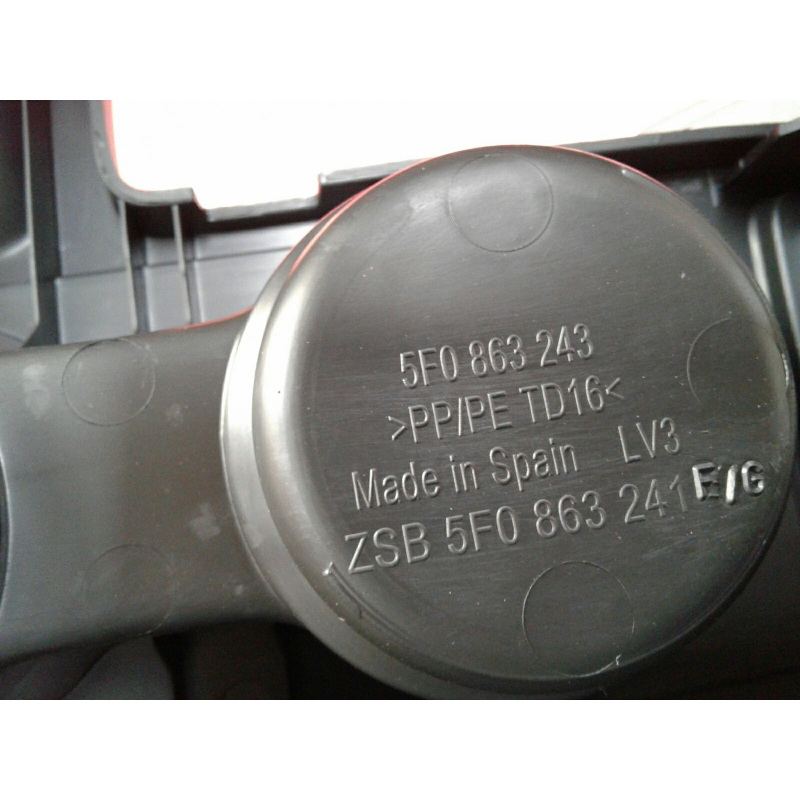 5F0 863 243
>PP/PE TD16<
Made in Spain LV3
ZSB 5F0 863 241 E/G